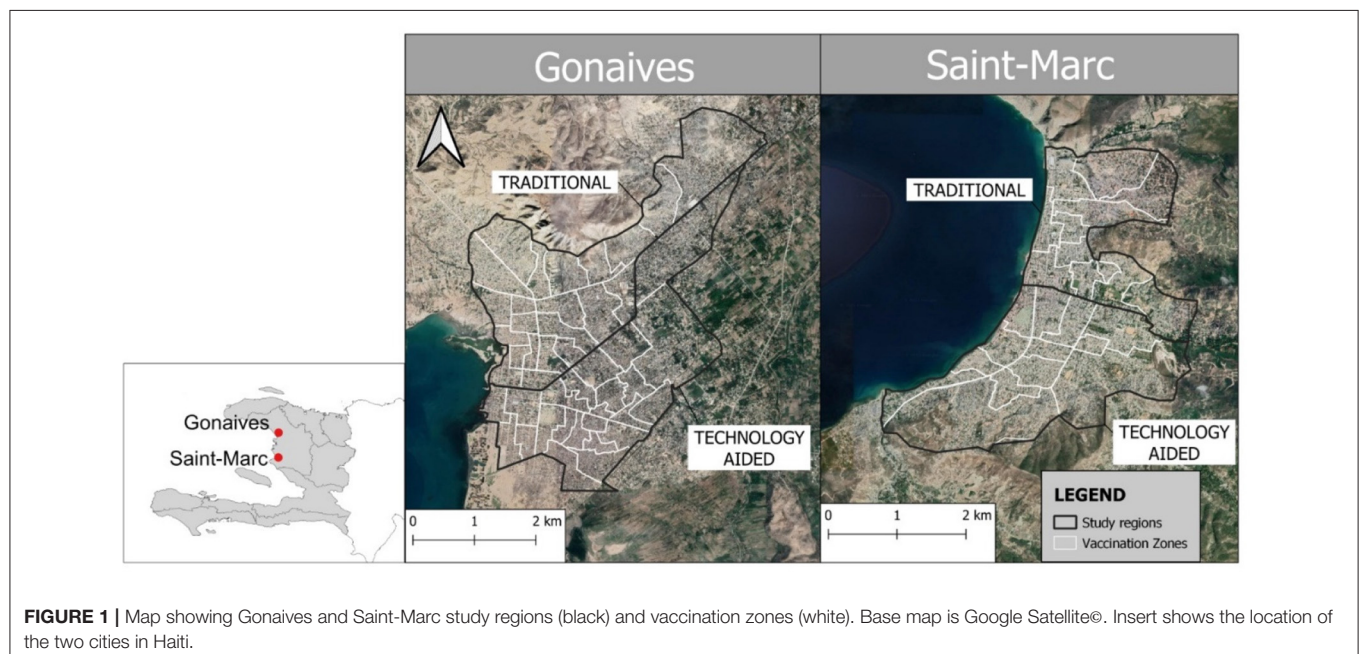 Gonaives
Saint-Marc
TRADITIONAL
TRADITIONAL
Gonaives
Saint-Marc
TECHNOLOGY
AIDED
TECHNOLOGY
AIDED
0 1 2 km
0 1 2 km
LEGEND
Study regions
Vaccination Zones
FIGURE 1 | Map showing Gonaives and Saint-Marc study regions (black) and vaccination zones (white). Base map is Google Satellite©. Insert shows the location of
the two cities in Haiti.